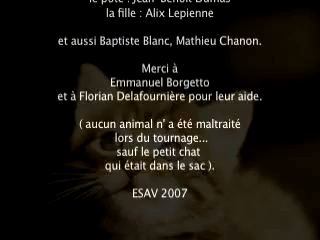 le pote : Jean-Benoît Dumas
la fille : Alix Lepienne
et aussi Baptiste Blanc, Mathieu Chanon.
Merci à
Emmanuel Borgetto
et à Florian Delafournière pour leur aide.
( aucun animal n' a été maltraité
lors du tournage...
sauf le petit chat
qui était dans le sac ).
ESAV 2007